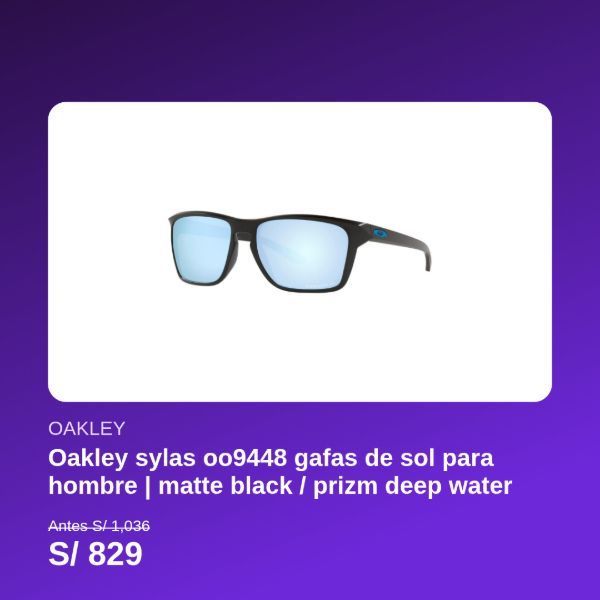 OAKLEY
Oakley sylas oo9448 gafas de sol para
hombre | matte black / prizm deep water
Antes S/ 1,036
S/ 829